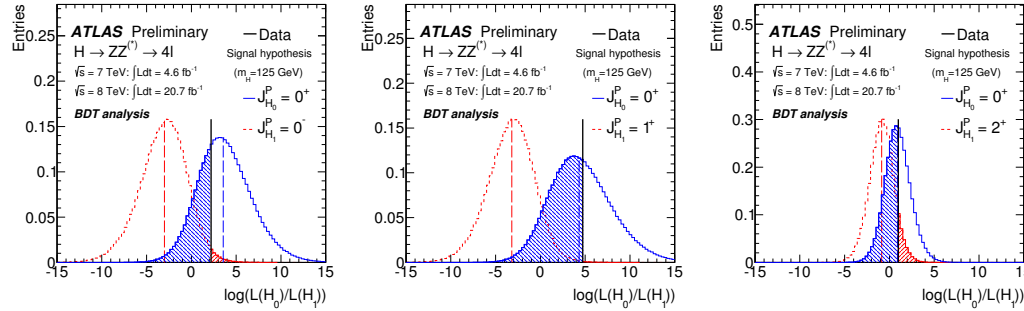 Entries
ATLAS Preliminary
H → ZZ(*) → 4l
√s = 7 TeV: ∫Ldt = 4.6 fb-1
√s = 8 TeV: ∫Ldt = 20.7 fb-1
BDT analysis
Data
Signal hypothesis
(mH=125 GeV)
JPH0 = 0+
JPH1 = 0-
0.25
0.2
0.15
0.1
0.05
0
-15 -10 -5 0 5 10 15
log(L(H0)/L(H1))
Entries
ATLAS Preliminary
H → ZZ(*) → 4l
√s = 7 TeV: ∫Ldt = 4.6 fb-1
√s = 8 TeV: ∫Ldt = 20.7 fb-1
BDT analysis
Data
Signal hypothesis
(mH=125 GeV)
JPH0 = 0+
JPH1 = 1+
0.25
0.2
0.15
0.1
0.05
0
-15 -10 -5 0 5 10 15
log(L(H0)/L(H1))
Entries
ATLAS Preliminary
H → ZZ(*) → 4l
√s = 7 TeV: ∫Ldt = 4.6 fb-1
√s = 8 TeV: ∫Ldt = 20.7 fb-1
BDT analysis
Data
Signal hypothesis
(mH=125 GeV)
JPH0 = 0+
JPH1 = 2+
0.5
0.4
0.3
0.2
0.1
0
-15 -10 -5 0 5 10 1
log(L(H0)/L(H1))